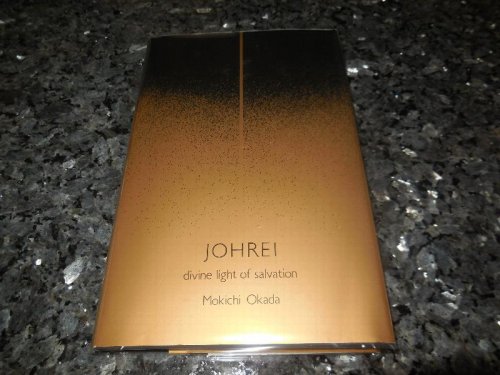 JOHREI
divine light of salvation
Mokichi Okada